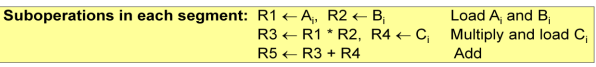 Suboperations in each segment: R1 ← Aᵢ, R2 ← Bᵢ Load Aᵢ and Bᵢ
R3 ← R1 * R2, R4 ← Cᵢ Multiply and load Cᵢ
R5 ← R3 + R4 Add